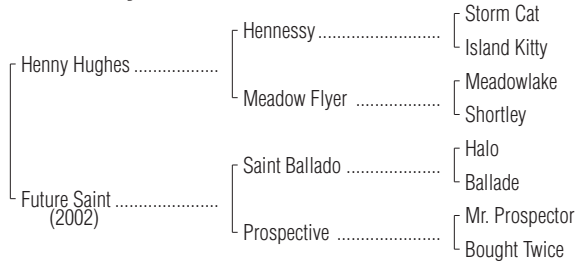 Storm Cat
Hennessy
Island Kitty
Henny Hughes
Meadowlake
Meadow Flyer
Shortley
Halo
Saint Ballado
Ballade
Future Saint
(2002)
Mr. Prospector
Prospective
Bought Twice